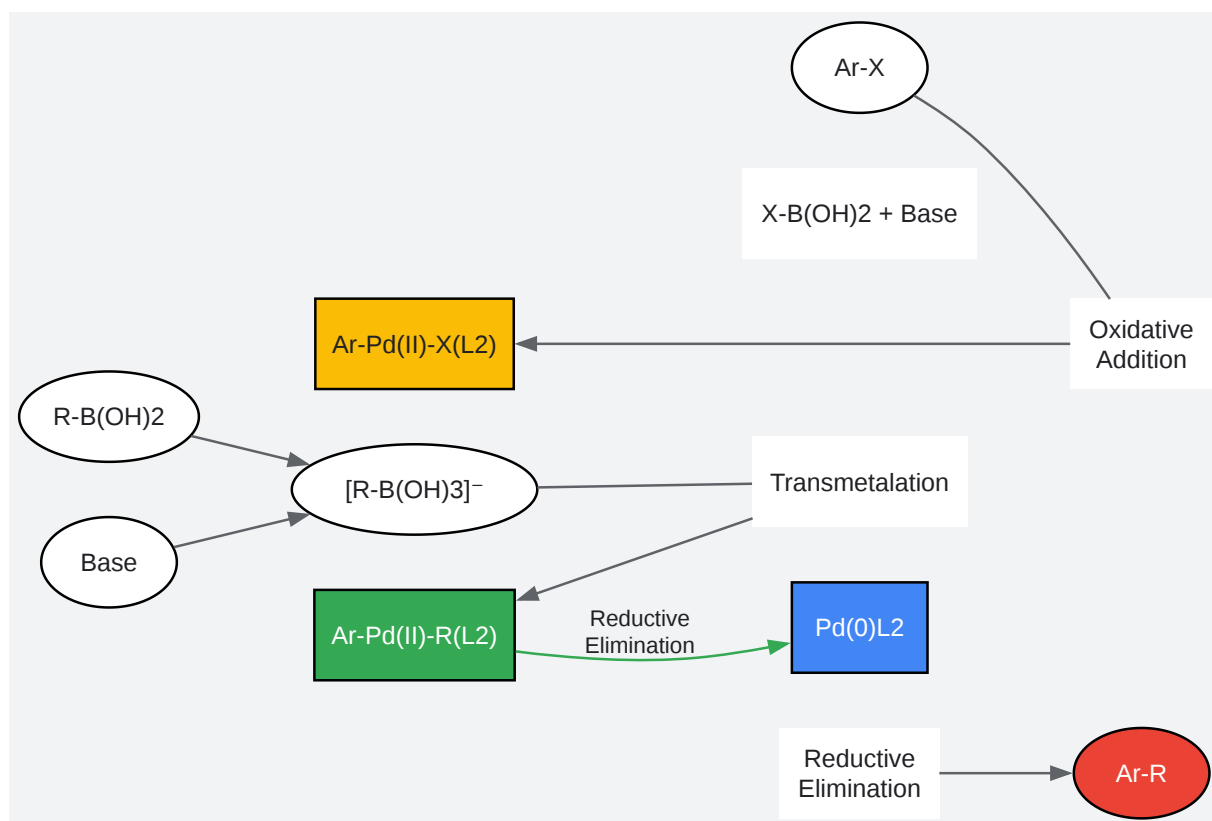 Ar-X
X-B(OH)2 + Base
Oxidative
Addition
Ar-Pd(II)-X(L2)
R-B(OH)2
[R-B(OH)3]⁻
Transmetalation
Base
Ar-Pd(II)-R(L2)
Reductive
Elimination
Pd(0)L2
Reductive
Elimination
Ar-R